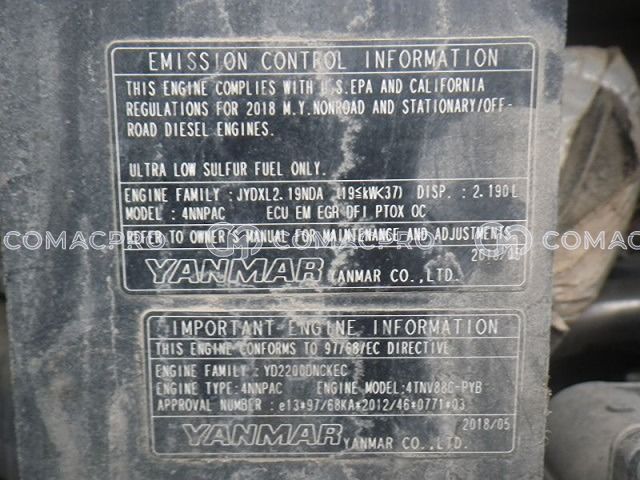 EMISSION CONTROL INFORMATION
THIS ENGINE COMPLIES WITH U.S.EPA AND CALIFORNIA
REGULATIONS FOR 2018 M.Y.NONROAD AND STATIONARY/OFF-
ROAD DIESEL ENGINES.
ULTRA LOW SULFUR FUEL ONLY.
ENGINE FAMILY : JYDXL2.19NDA (19≦kW<37) DISP. : 2.190L
MODEL : 4NNPAC ECU EM EGR DFI PTOX OC
REFER TO OWNER'S MANUAL FOR MAINTENANCE AND ADJUSTMENTS
COMACPRO COMACPRO COMACPRO
2018/05
YANMAR YANMAR CO.,LTD.
IMPORTANT ENGINE INFORMATION
THIS ENGINE CONFORMS TO 97/68/EC DIRECTIVE
ENGINE FAMILY : YD2200DNCKEC
ENGINE TYPE:4NNPAC ENGINE MODEL:4TNV88C-PYB
APPROVAL NUMBER : e13*97/68KA*2012/46*0771*03
2018/05
YANMAR YANMAR CO.,LTD.